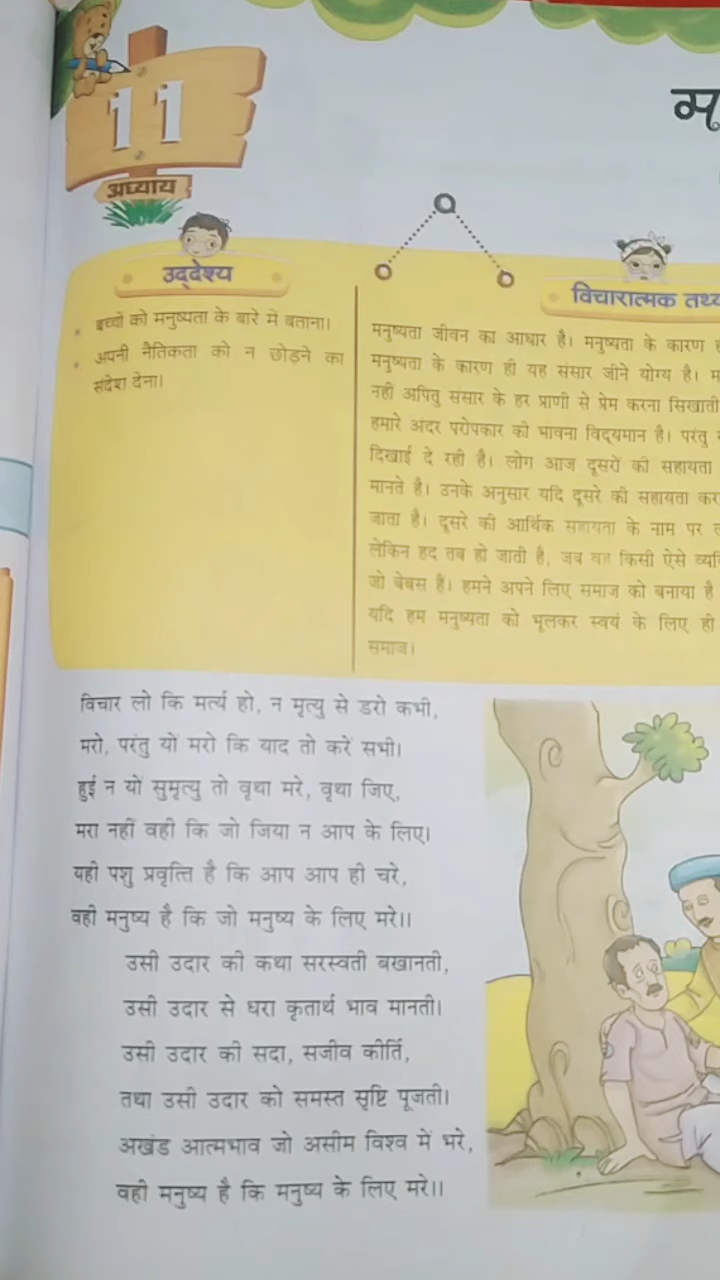 11
अध्याय
म
उद्देश्य
बच्चों को मनुष्यता के बारे में बताना।
अपनी नैतिकता को न छोड़ने का
संदेश देना।
विचारात्मक तथ्य
मनुष्यता जीवन का आधार है। मनुष्यता के कारण
मनुष्यता के कारण ही यह संसार जीने योग्य है।
नहीं अपितु संसार के हर प्राणी से प्रेम करना सिखाती
हमारे अंदर परोपकार की भावना विद्यमान है। परंतु
दिखाई दे रही है। लोग आज दूसरों की सहायता
मानते है। उनके अनुसार यदि दूसरे की सहायता
जाता है। दूसरे की आर्थिक सहायता के नाम पर
लेकिन हद तब हो जाती है, जब वह किसी ऐसे
जो बेबस है। हमने अपने लिए समाज को बनाया है
यदि हम मनुष्यता को भूलकर स्वयं के लिए ही
समाज।
विचार लो कि मर्त्य हो, न मृत्यु से डरो कभी,
मरो, परंतु यों मरो कि याद तो करें सभी।
हुई न यों सुमृत्यु तो वृथा मरे, वृथा जिए,
मरा नहीं वही कि जो जिया न आप के लिए।
यही पशु प्रवृत्ति है कि आप आप ही चरे,
वही मनुष्य है कि जो मनुष्य के लिए मरे।।
उसी उदार की कथा सरस्वती बखानती,
उसी उदार से धरा कृतार्थ भाव मानती।
उसी उदार की सदा, सजीव कीर्ति,
तथा उसी उदार को समस्त सृष्टि पूजती।
अखंड आत्मभाव जो असीम विश्व में भरे,
वही मनुष्य है कि मनुष्य के लिए मरे।।